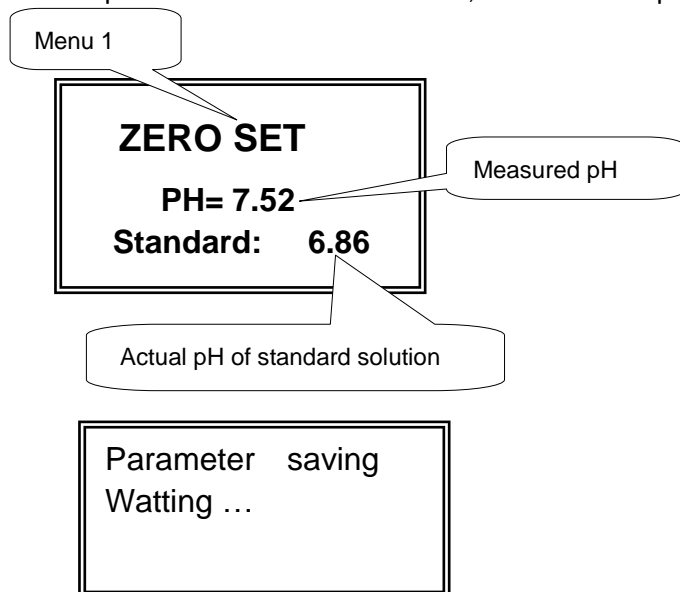 Menu 1
ZERO SET
PH= 7.52
Measured pH
Standard: 6.86
Actual pH of standard solution
Parameter saving
Watting …